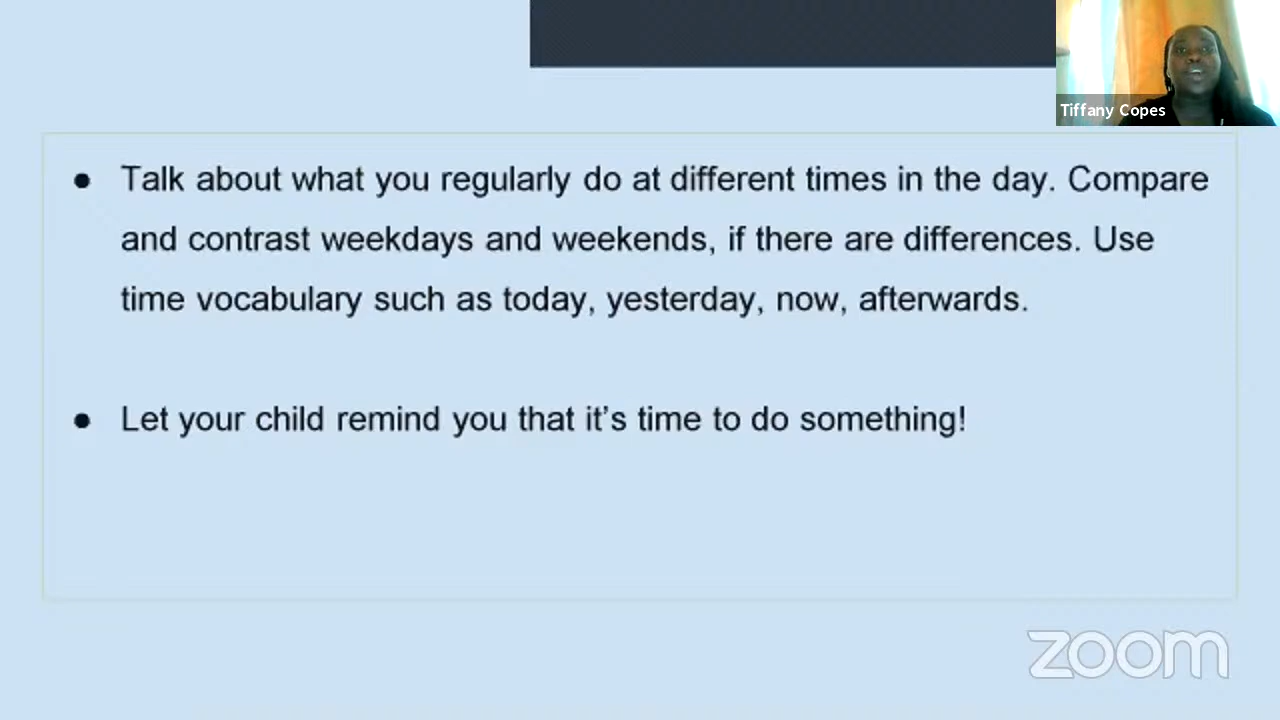 Tiffany Copes
● Talk about what you regularly do at different times in the day. Compare
and contrast weekdays and weekends, if there are differences. Use
time vocabulary such as today, yesterday, now, afterwards.
● Let your child remind you that it’s time to do something!
zoom